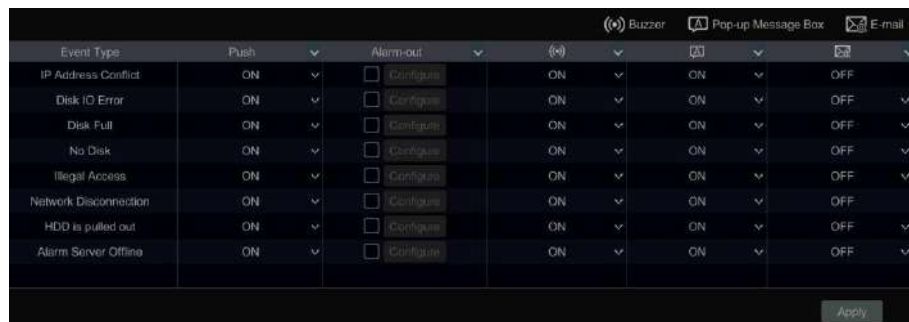 Buzzer Pop-up Message Box E-mail
Event Type Push Alarm-out
IP Address Conflict ON Configure ON ON OFF
Disk IO Error ON Configure ON ON OFF
Disk Full ON Configure ON ON OFF
No Disk ON Configure ON ON OFF
Illegal Access ON Configure ON ON OFF
Network Disconnection ON Configure ON ON OFF
HDD is pulled out ON Configure ON ON OFF
Alarm Server Offline ON Configure ON ON OFF
Apply